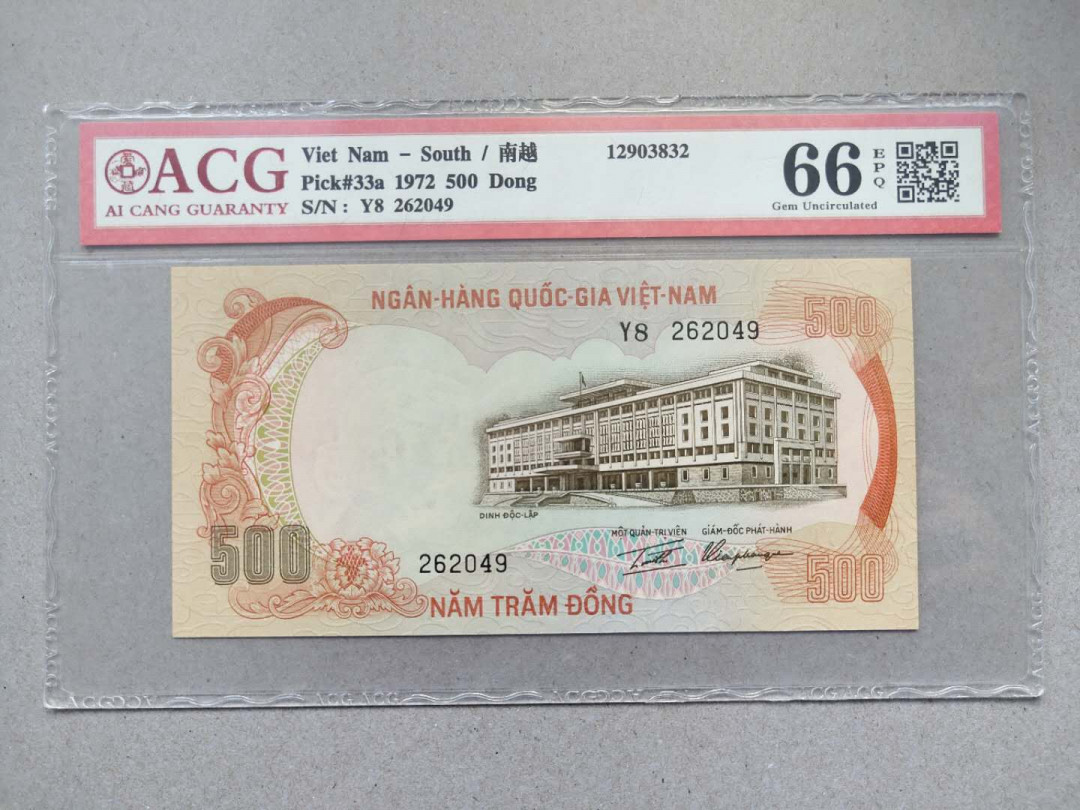 ACG
AI CANG GUARANTY
Viet Nam - South / 南越
Pick#33a 1972 500 Dong
S/N : Y8 262049
12903832
66
EPQ
Gem Uncirculated
NGÂN-HÀNG QUỐC-GIA VIỆT-NAM
500
Y8 262049
DINH ĐỘC-LẬP
MỘT QUẢN-TRỊ VIÊN GIÁM-ĐỐC PHÁT-HÀNH
500
262049
500
NĂM TRĂM ĐỒNG